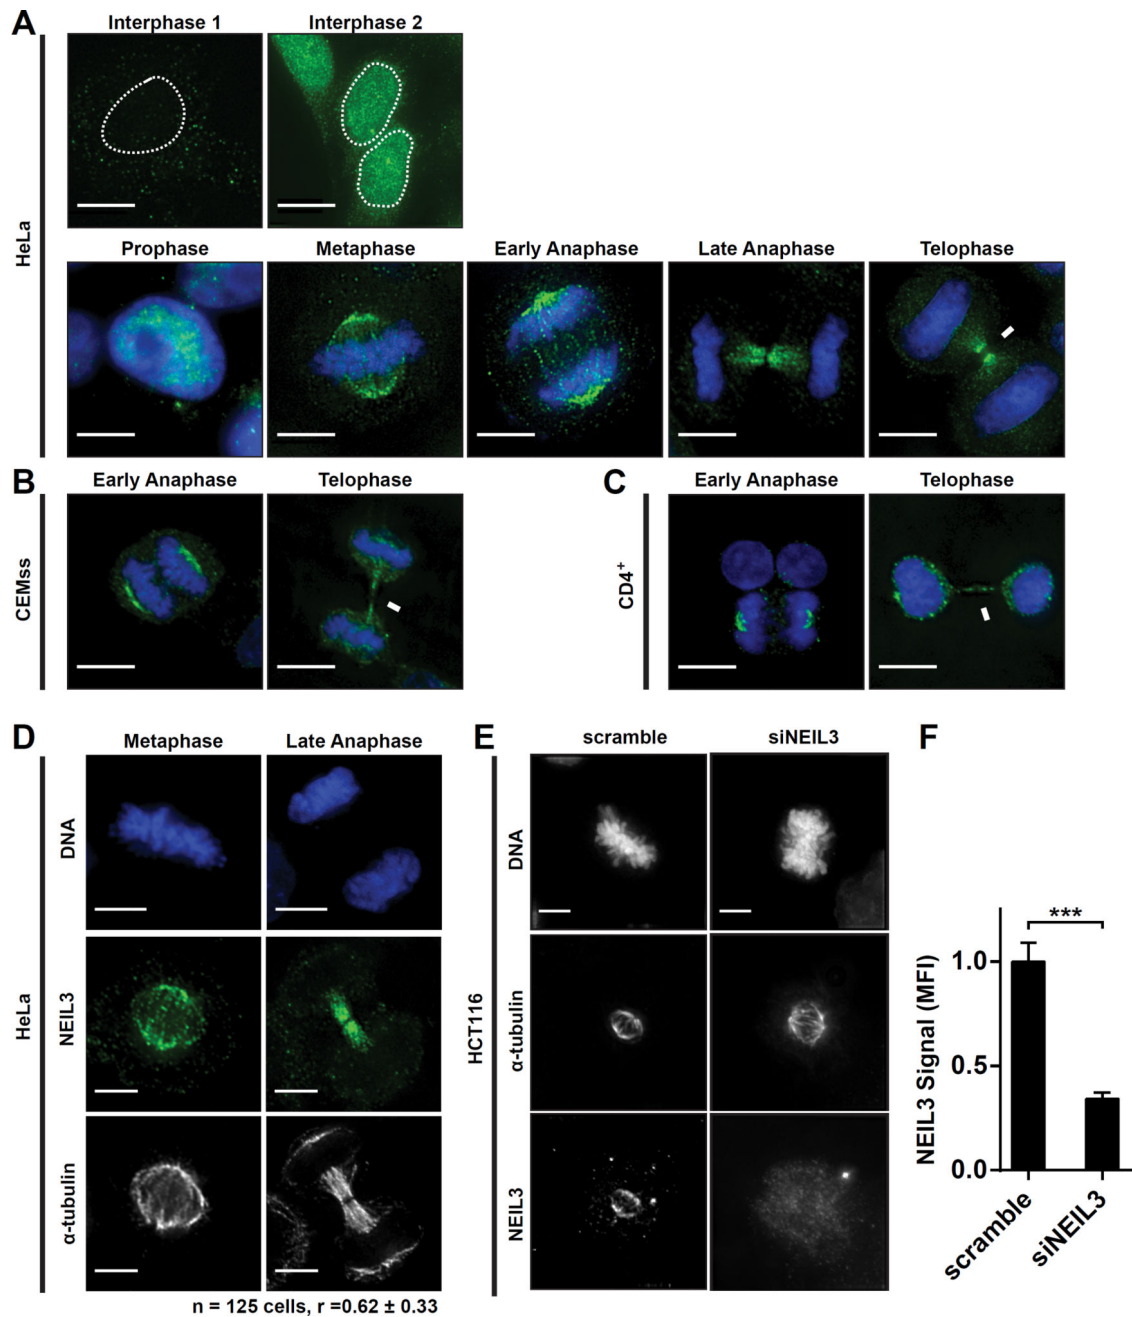 A
Interphase 1
Interphase 2
HeLa
Prophase
Metaphase
Early Anaphase
Late Anaphase
Telophase
B
Early Anaphase
Telophase
CEMss
C
Early Anaphase
Telophase
CD4⁺
D
Metaphase
Late Anaphase
HeLa
DNA
NEIL3
α-tubulin
n = 125 cells, r =0.62 ± 0.33
E
scramble
siNEIL3
HCT116
DNA
α-tubulin
NEIL3
F
***
NEIL3 Signal (MFI)
1.0
0.5
0.0
scramble
siNEIL3